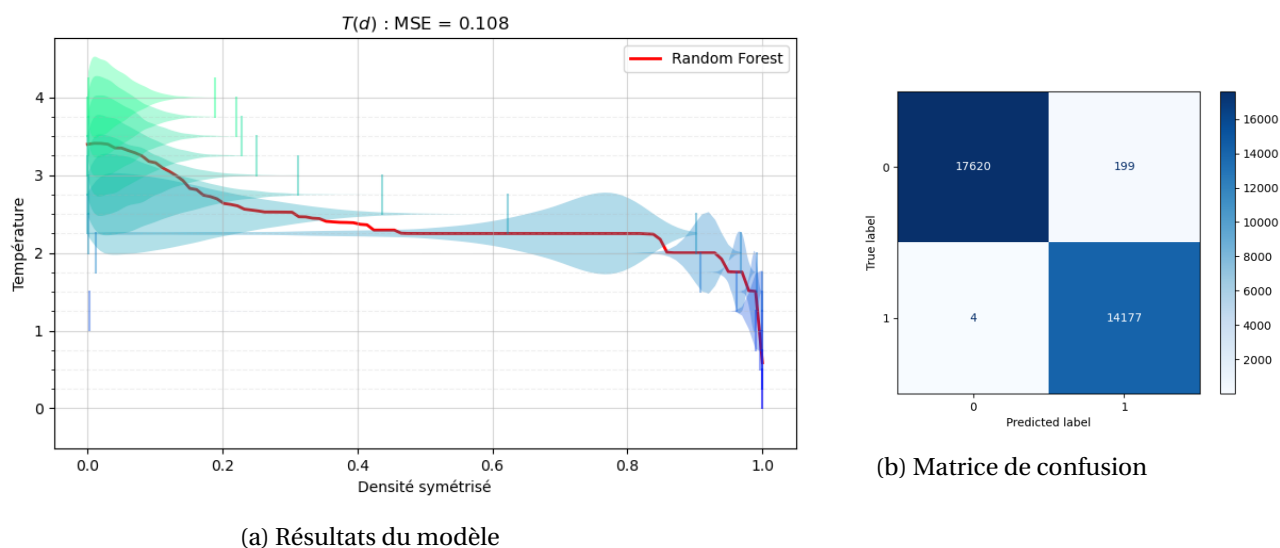 T(d) : MSE = 0.108
Random Forest
Température
4
3
2
1
0
0.0 0.2 0.4 0.6 0.8 1.0
Densité symétrisé
(a) Résultats du modèle
True label
0
1
17620 199
4 14177
0 1
Predicted label
16000
14000
12000
10000
8000
6000
4000
2000
(b) Matrice de confusion